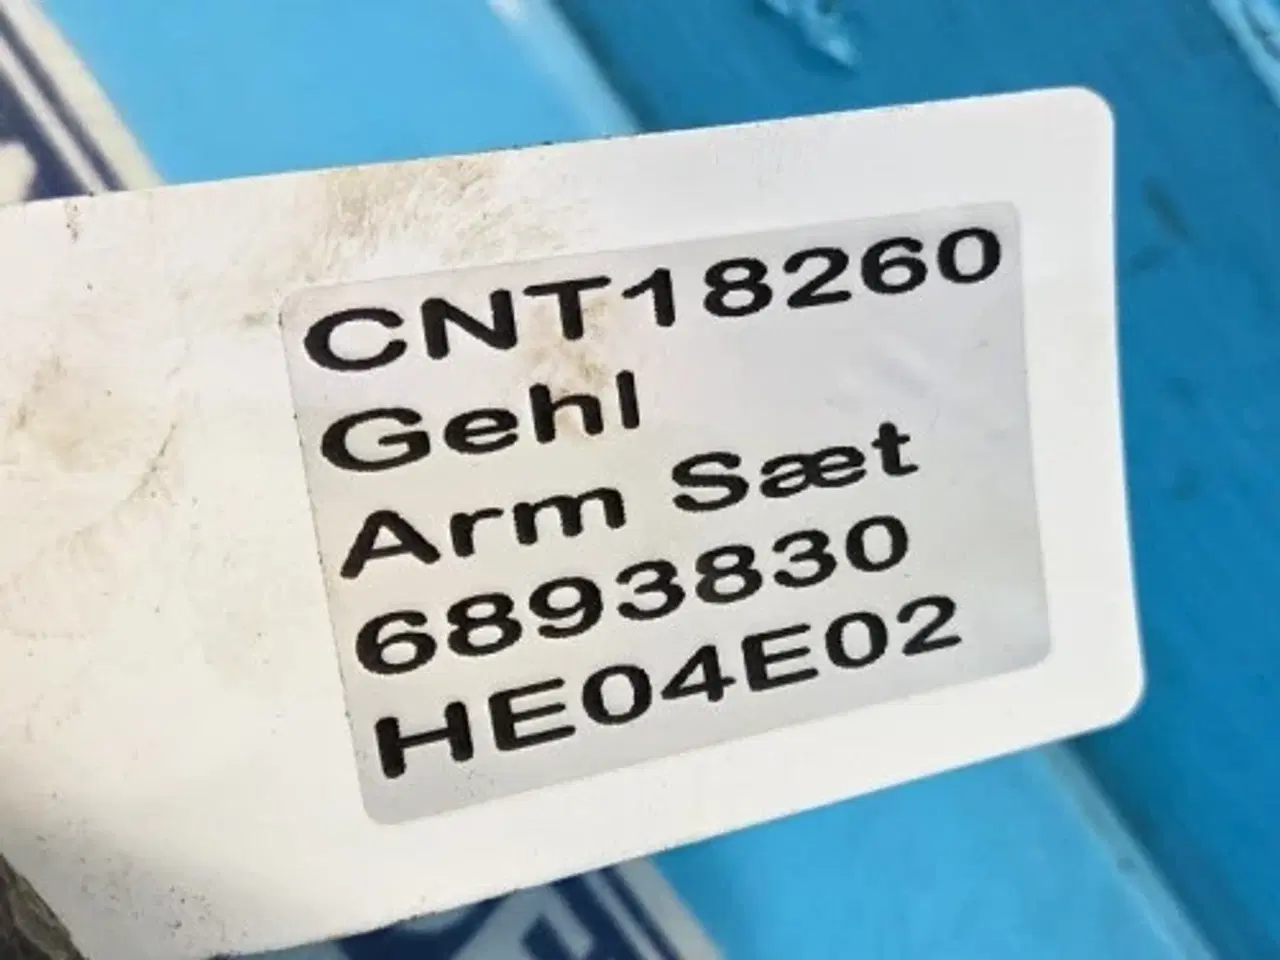 CNT18260
Gehl
Arm Sæt
6893830
HE04E02